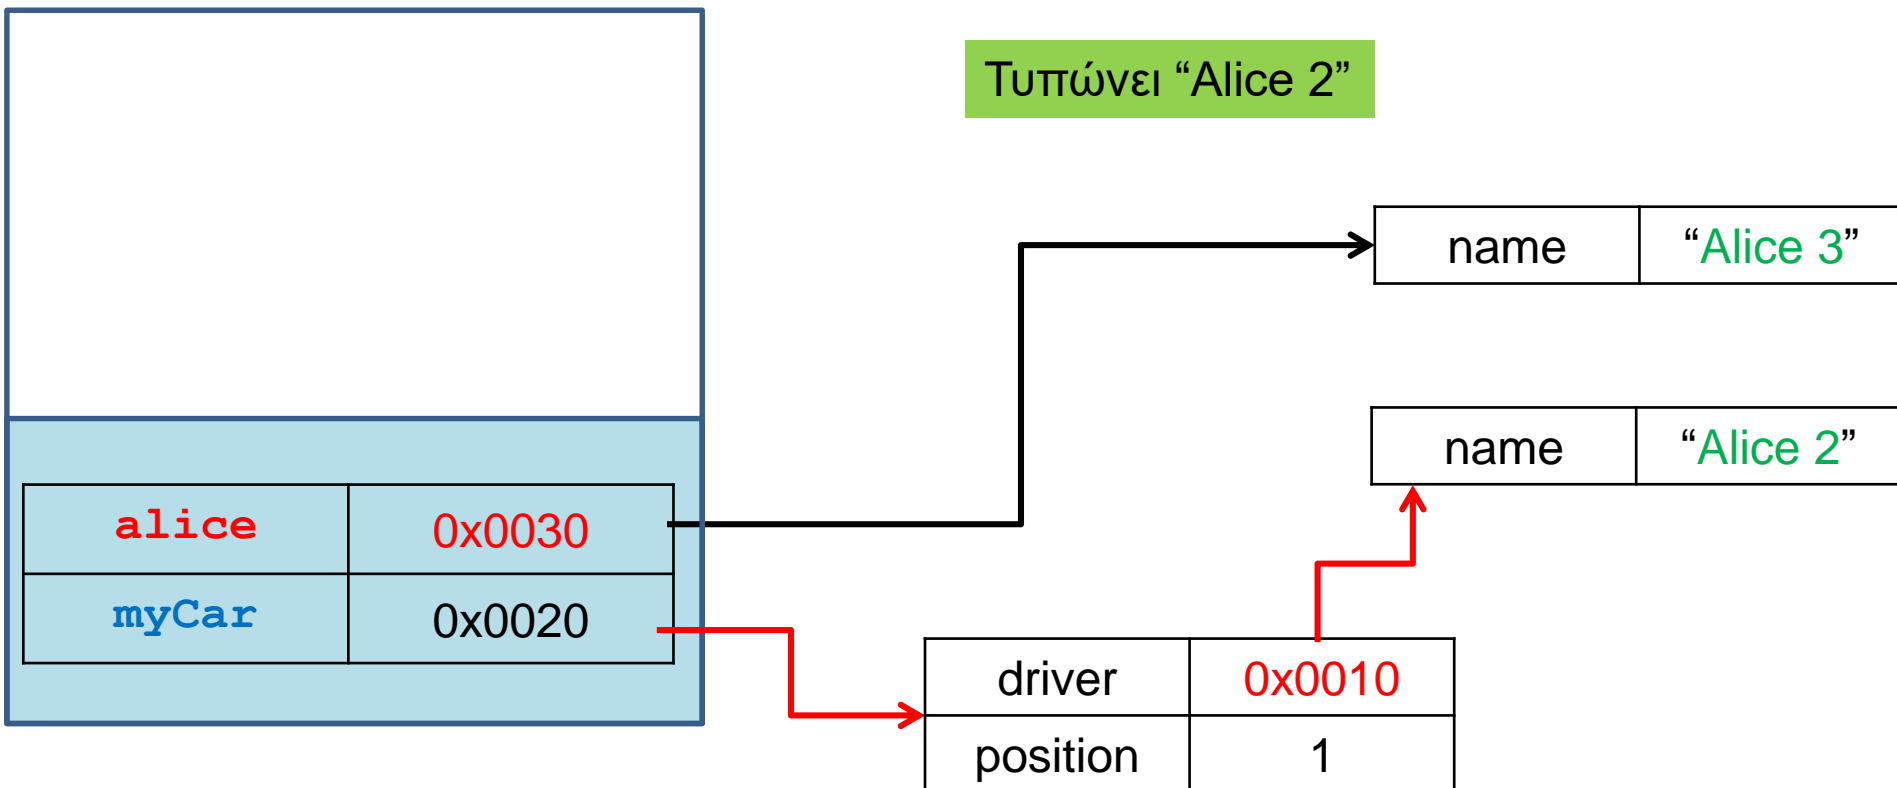 Τυπώνει “Alice 2”
name “Alice 3”
name “Alice 2”
alice 0x0030
myCar 0x0020
driver 0x0010
position 1